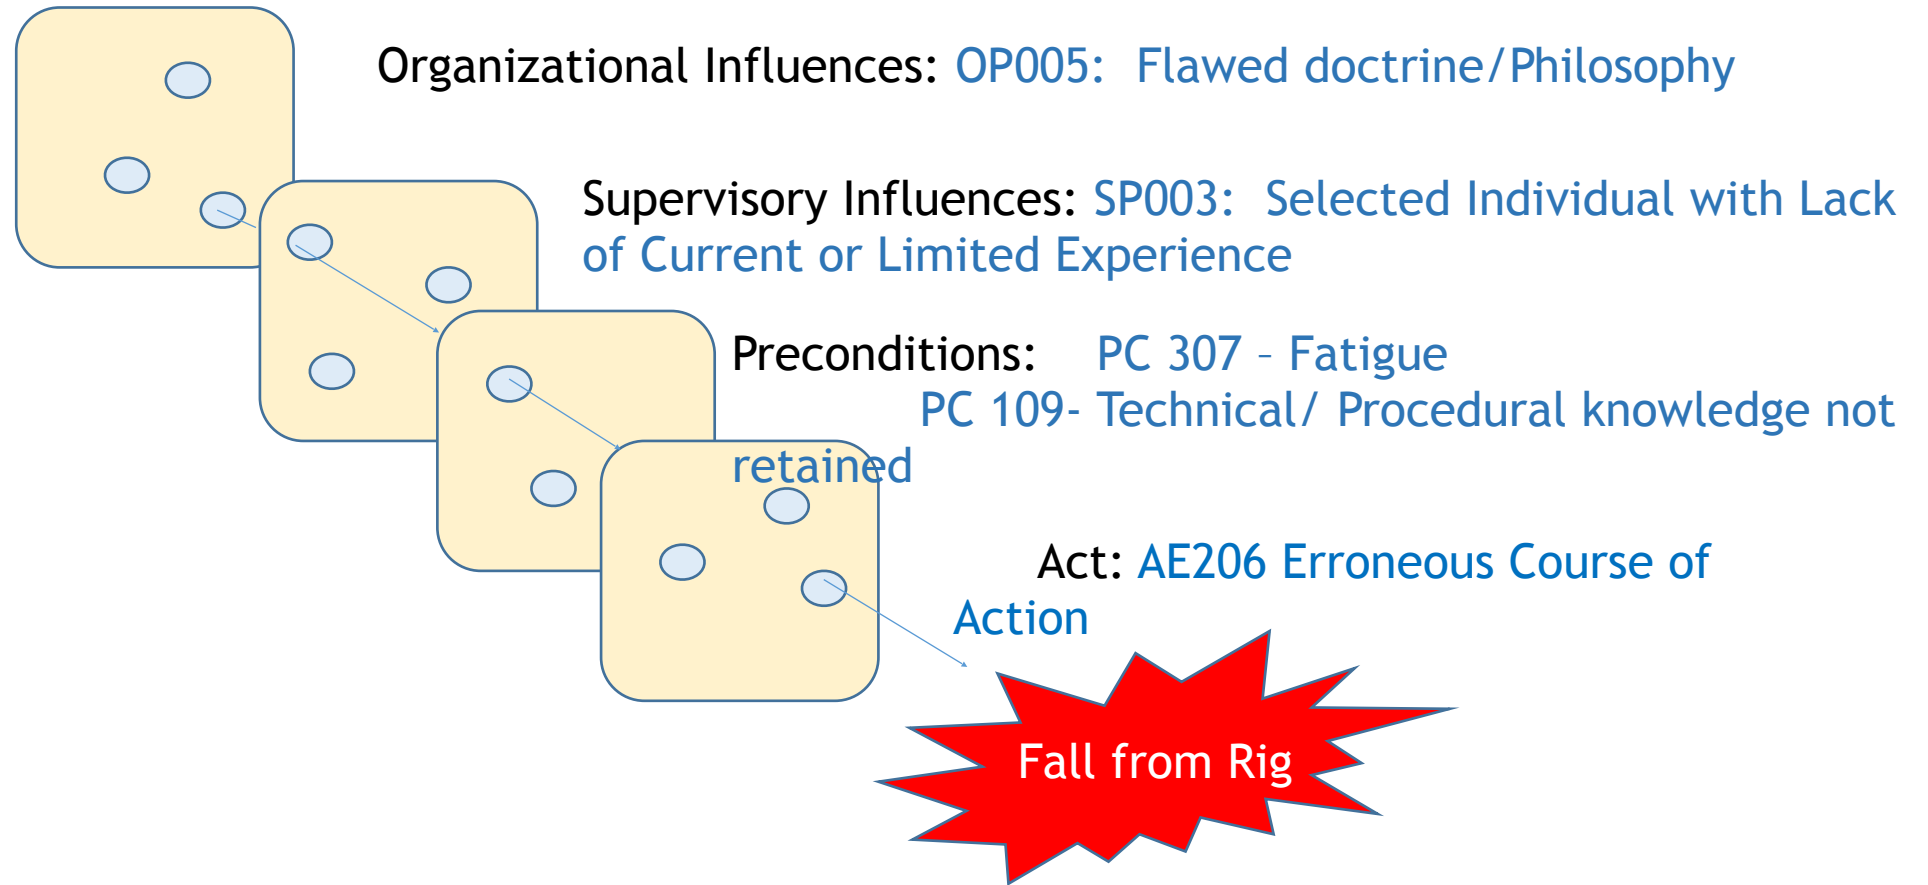 Organizational Influences: OP005:  Flawed doctrine/Philosophy
Supervisory Influences: SP003:  Selected Individual with Lack
of Current or Limited Experience
Preconditions:    PC 307 – Fatigue
PC 109- Technical/ Procedural knowledge not
retained
Act: AE206 Erroneous Course of
Action
Fall from Rig